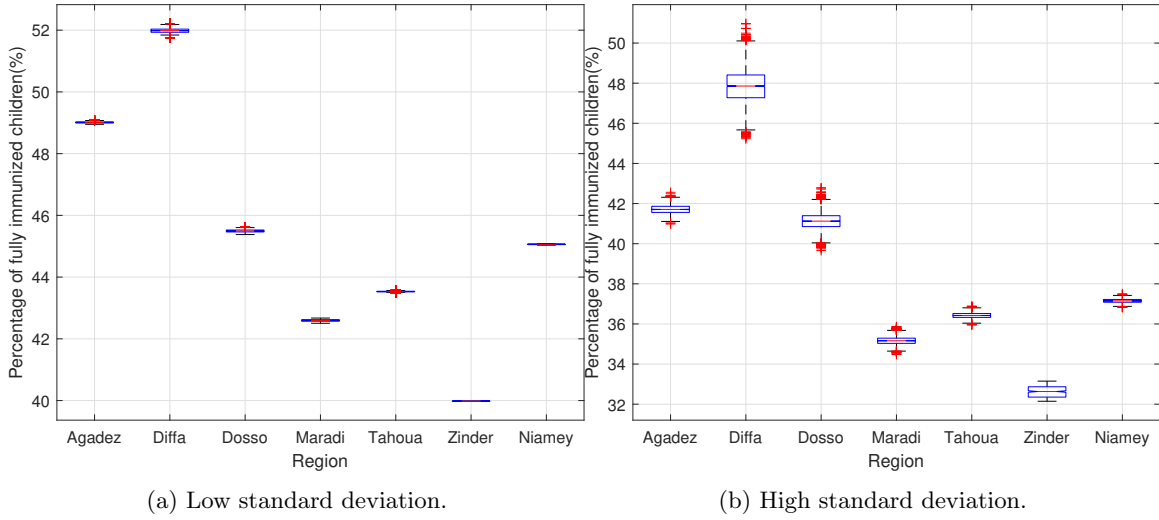 Percentage of fully immunized children(%)
52
50
48
46
44
42
40
Agadez Diffa Dosso Maradi Tahoua Zinder Niamey
Region
(a) Low standard deviation.
Percentage of fully immunized children(%)
50
48
46
44
42
40
38
36
34
32
Agadez Diffa Dosso Maradi Tahoua Zinder Niamey
Region
(b) High standard deviation.